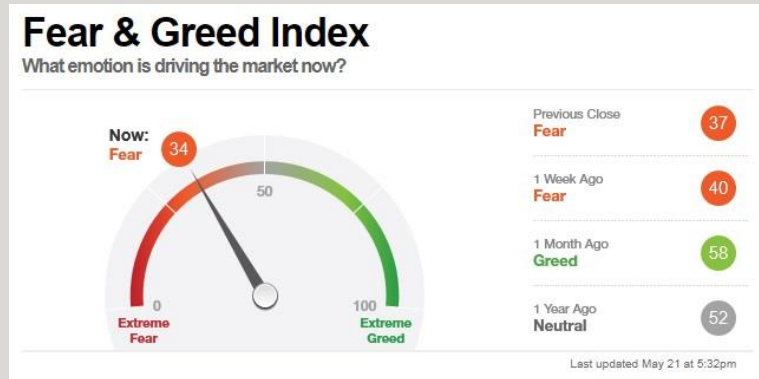 Fear & Greed Index
What emotion is driving the market now?
Now:
Fear
34
50
0
100
Extreme
Fear
Extreme
Greed
Previous Close
Fear
37
1 Week Ago
Fear
40
1 Month Ago
Greed
58
1 Year Ago
Neutral
52
Last updated May 21 at 5:32pm